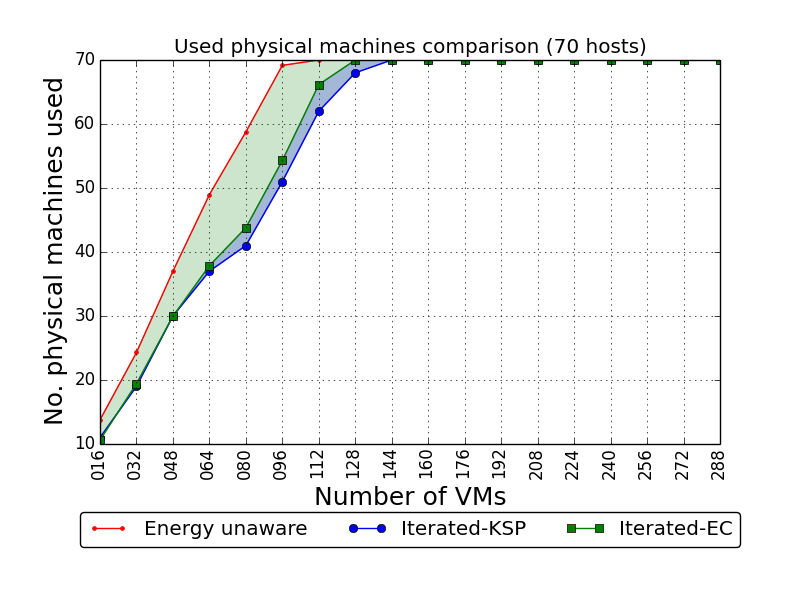 Used physical machines comparison (70 hosts)
No. physical machines used
70
60
50
40
30
20
10
016 032 048 064 080 096 112 128 144 160 176 192 208 224 240 256 272 288
Number of VMs
Energy unaware Iterated-KSP Iterated-EC